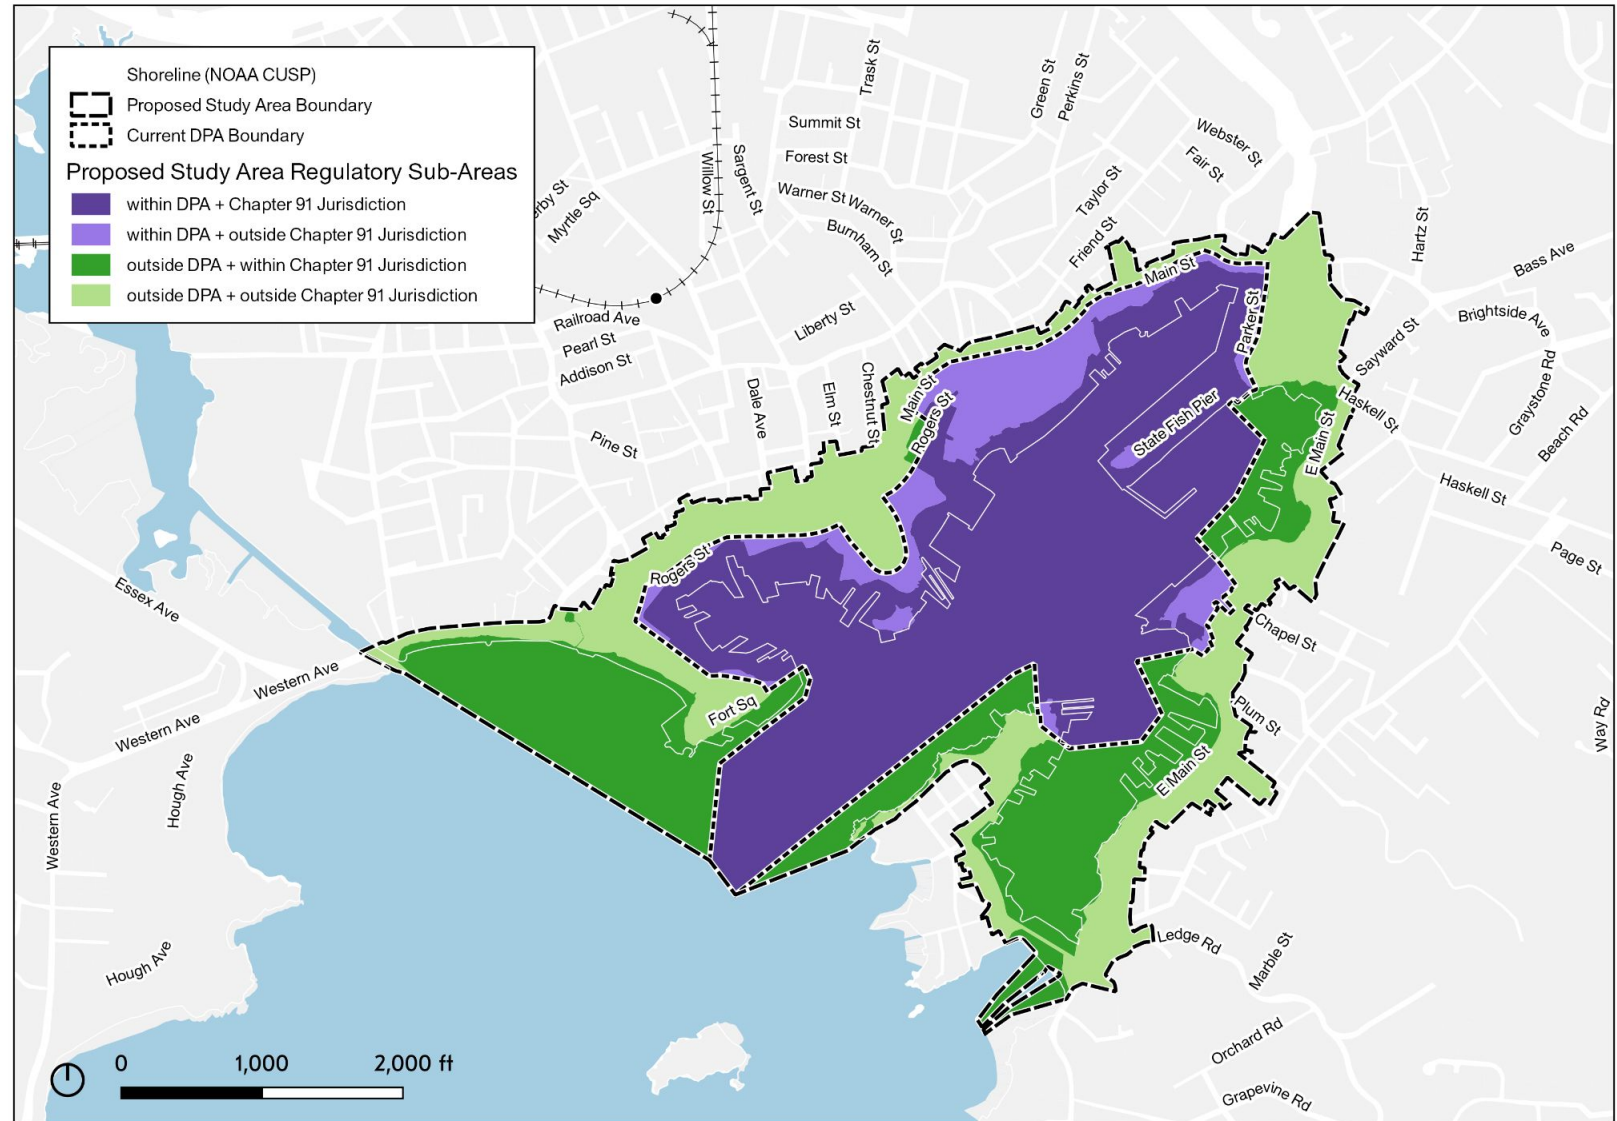 Shoreline (NOAA CUSP)
Proposed Study Area Boundary
Current DPA Boundary
Proposed Study Area Regulatory Sub-Areas
within DPA + Chapter 91 Jurisdiction
within DPA + outside Chapter 91 Jurisdiction
outside DPA + within Chapter 91 Jurisdiction
outside DPA + outside Chapter 91 Jurisdiction
Trask St
Green St
Perkins St
Summit St
Forest St
Webster St
Fair St
Willow St
Sargent St
Warner St
Warner St
Burnham St
Taylor St
Friend St
Myrtle Sq
Hartz St
Bass Ave
Main St
Brightside Ave
Railroad Ave
Pearl St
Addison St
Liberty St
Parker St
Sayward St
Graystone Rd
Beach Rd
Dale Ave
Elm St
Chestnut St
Main St
Rogers St
State Fish Pier
Haskell St
E Main St
Pine St
Haskell St
Page St
Rogers St
Essex Ave
Chapel St
Western Ave
Western Ave
Fort Sq
Plum St
Way Rd
Hough Ave
E Main St
Western Ave
Hough Ave
Ledge Rd
Marble St
Orchard Rd
Grapevine Rd
0 1,000 2,000 ft